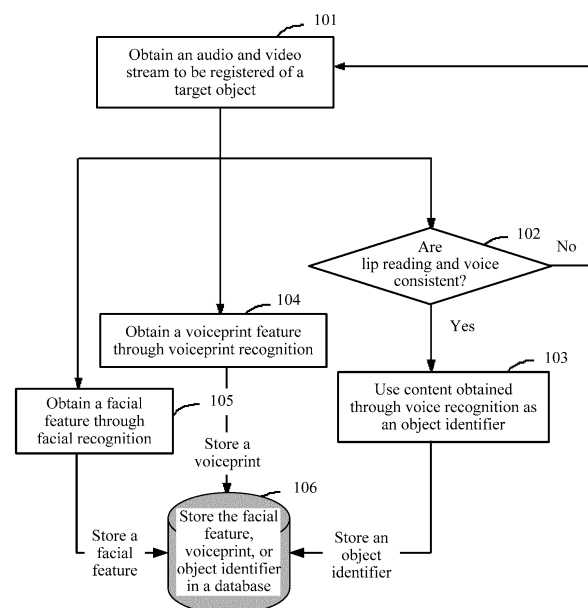 101
Obtain an audio and video
stream to be registered of a
target object
102
Are
lip reading and voice
consistent?
No
Yes
104
Obtain a voiceprint feature
through voiceprint recognition
103
Use content obtained
through voice recognition as
an object identifier
105
Obtain a facial
feature through
facial recognition
Store a
voiceprint
106
Store the facial
feature,
voiceprint, or
object identifier
in a database
Store a
facial
feature
Store an
object
identifier